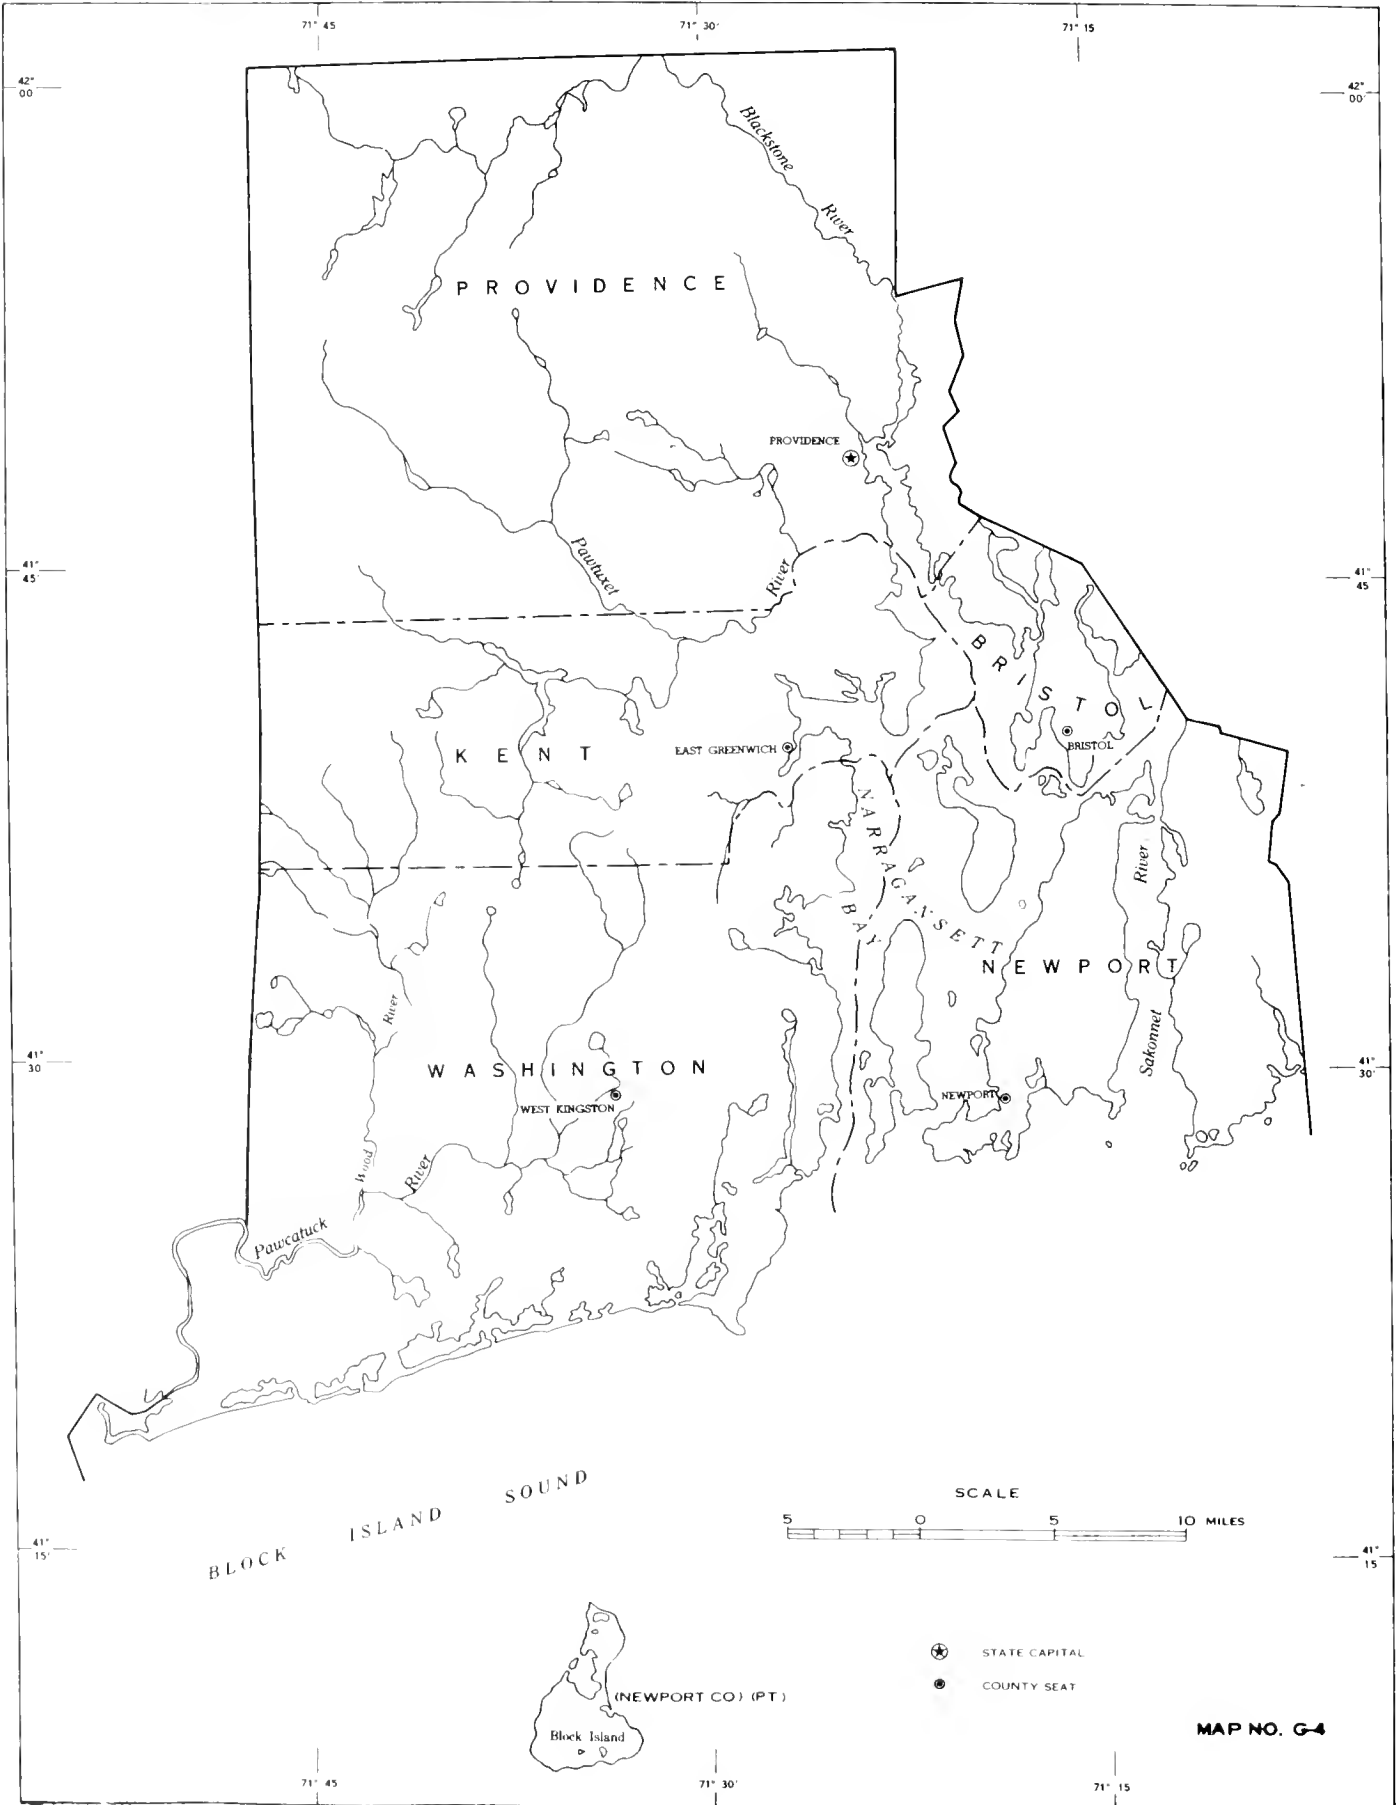 71° 45
71° 30'
71° 15
42° 00'
42° 00'
Blackstone
River
PROVIDENCE
PROVIDENCE
41° 45'
41° 45'
Pawtuxet
River
BRISTOL
BRISTOL
EAST GREENWICH
KENT
NARRAGANSETT
BAY
River
NEWPORT
River
Sakonnet
41° 30'
41° 30'
WASHINGTON
WEST KINGSTON
NEWPORT
Wood
River
Pawcatuck
BLOCK ISLAND SOUND
SCALE
5 0 5 10 MILES
41° 15'
41° 15
STATE CAPITAL
COUNTY SEAT
(NEWPORT CO) (PT)
Block Island
MAP NO. G-4
71° 45
71° 30'
71° 15